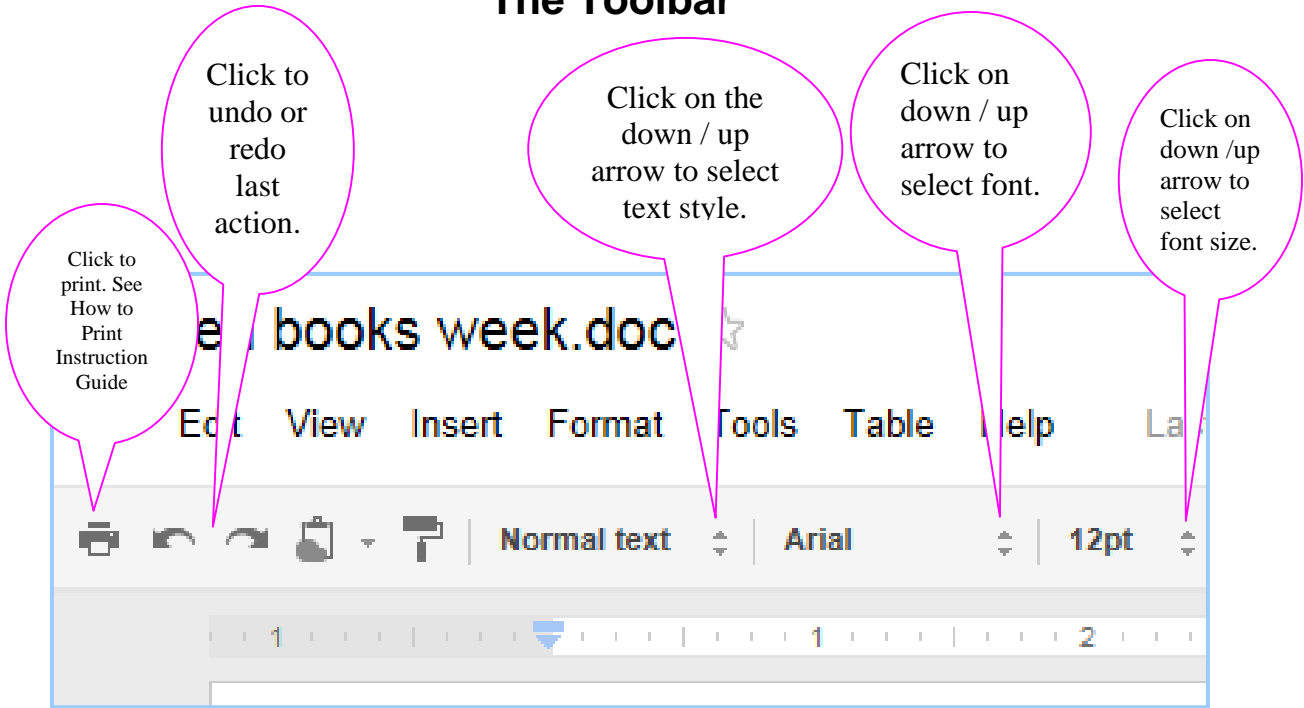 The Toolbar
Click to
undo or
redo
last
action.
Click on the
down / up
arrow to select
text style.
Click on
down / up
arrow to
select font.
Click on
down /up
arrow to
select
font size.
Click to
print. See
How to
Print
Instruction
Guide
books week.doc
Edit View Insert Format Tools Table Help
Normal text Arial 12pt
1 1 2